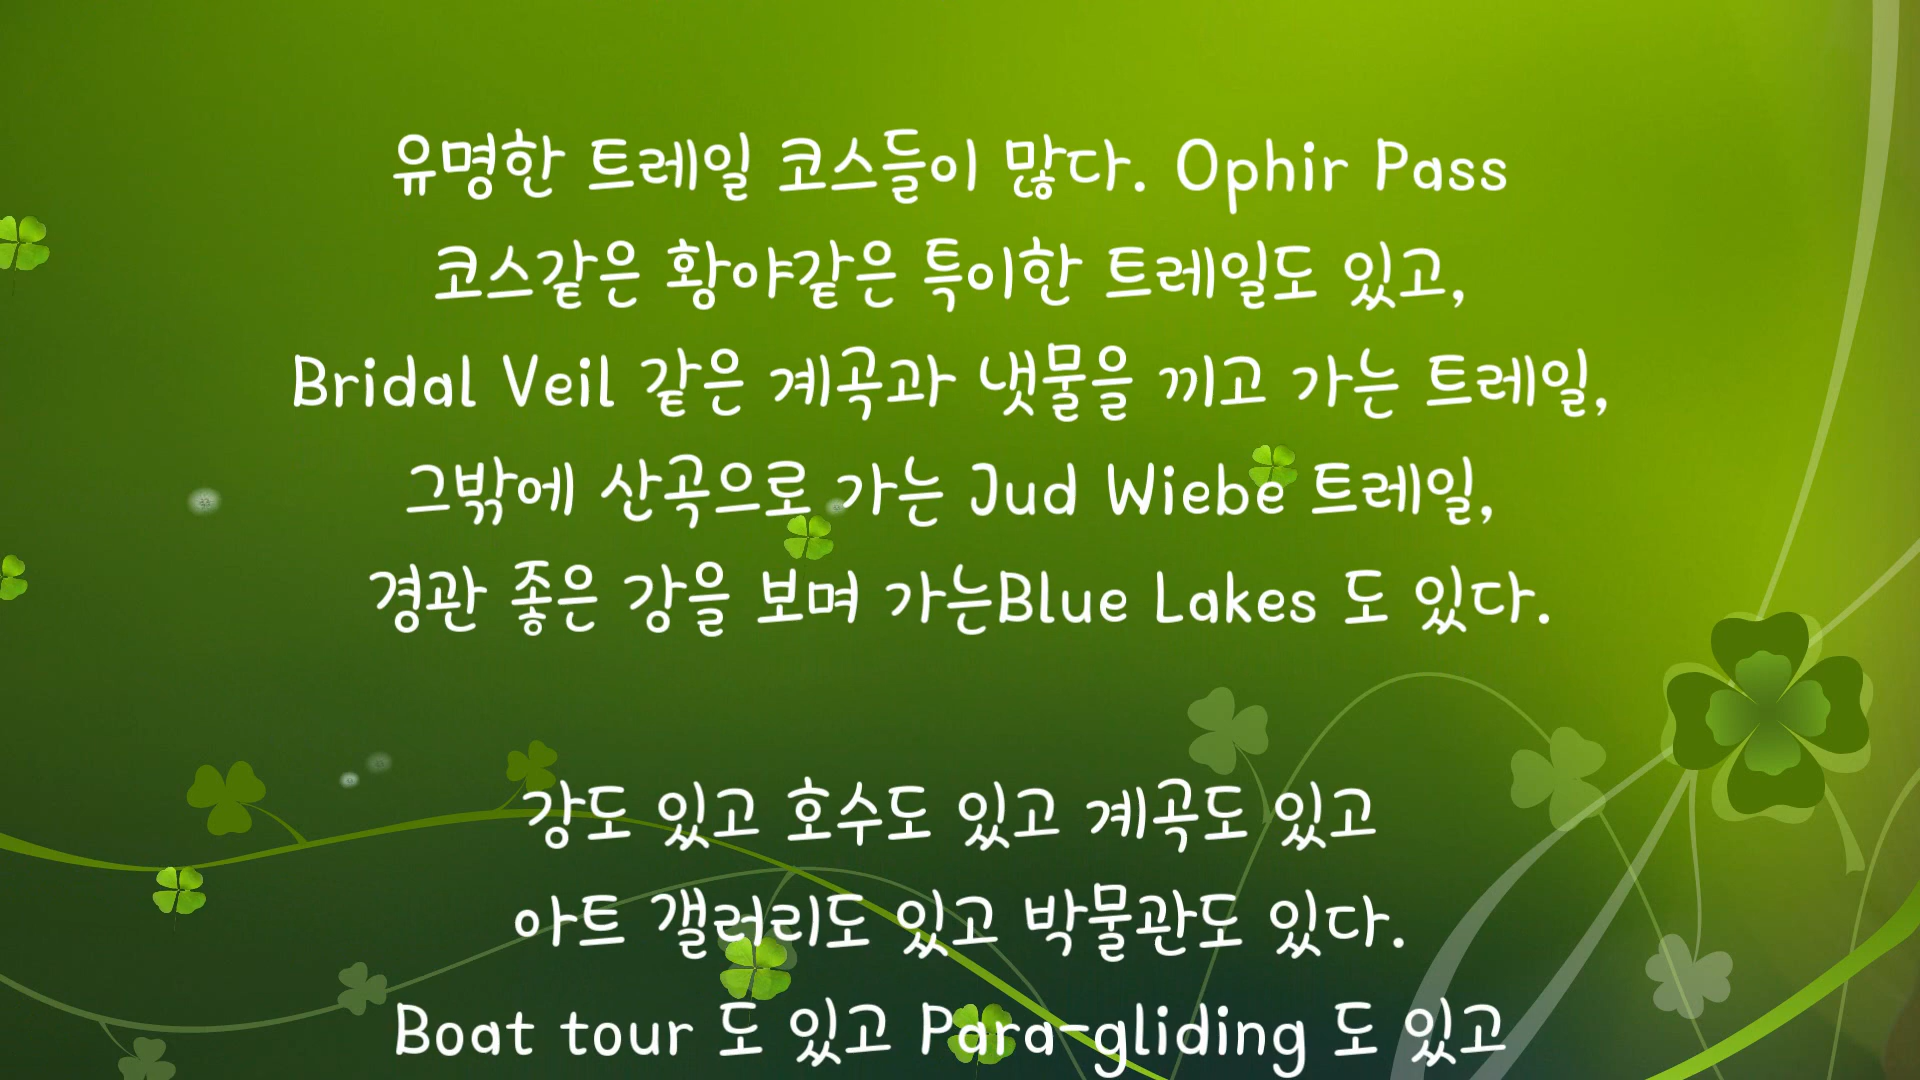 유명한 트레일 코스들이 많다. Ophir Pass
코스같은 황야같은 특이한 트레일도 있고,
Bridal Veil 같은 계곡과 냇물을 끼고 가는 트레일,
그밖에 산곡으로 가는 Jud Wiebe 트레일,
경관 좋은 강을 보며 가는Blue Lakes 도 있다.
강도 있고 호수도 있고 계곡도 있고
아트 갤러리도 있고 박물관도 있다.
Boat tour 도 있고 Para-gliding 도 있고